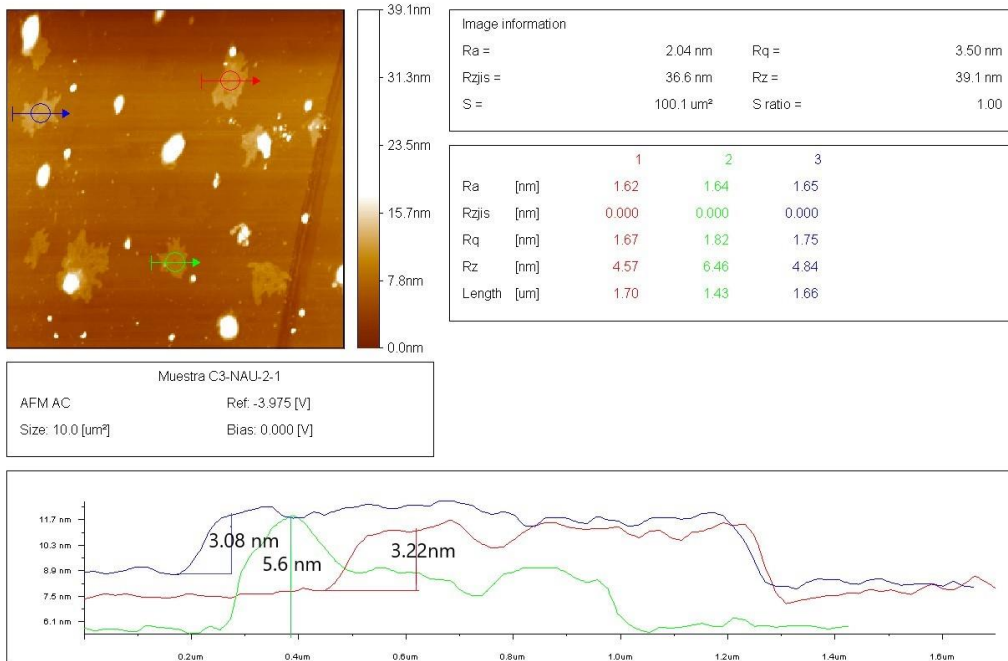 39.1nm
31.3nm
23.5nm
15.7nm
7.8nm
0.0nm
Image information
Ra = 2.04 nm Rq = 3.50 nm
Rzjis = 36.6 nm Rz = 39.1 nm
S = 100.1 um² S ratio = 1.00
1 2 3
Ra [nm] 1.62 1.64 1.65
Rzjis [nm] 0.000 0.000 0.000
Rq [nm] 1.67 1.82 1.75
Rz [nm] 4.57 6.46 4.84
Length [um] 1.70 1.43 1.66
Muestra C3-NAU-2-1
AFM AC Ref: -3.975 [V]
Size: 10.0 [um²] Bias: 0.000 [V]
11.7 nm
10.3 nm
8.9 nm
7.5 nm
6.1 nm
3.08 nm
5.6 nm
3.22nm
0.2um 0.4um 0.6um 0.8um 1.0um 1.2um 1.4um 1.6um